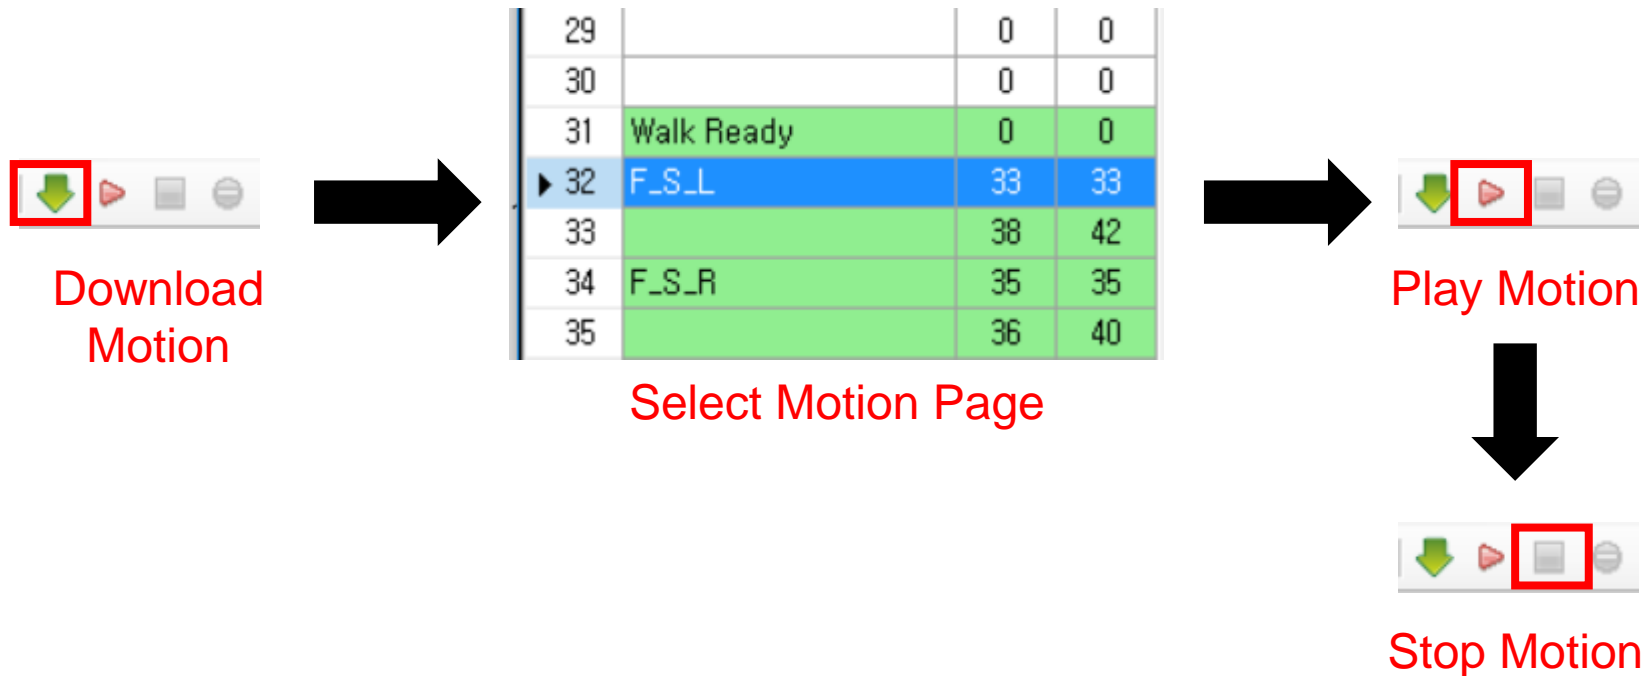 29 0 0
30 0 0
31 Walk Ready 0 0
32 F_S_L 33 33
33 38 42
34 F_S_R 35 35
35 36 40
Download
Motion
Select Motion Page
Play Motion
Stop Motion